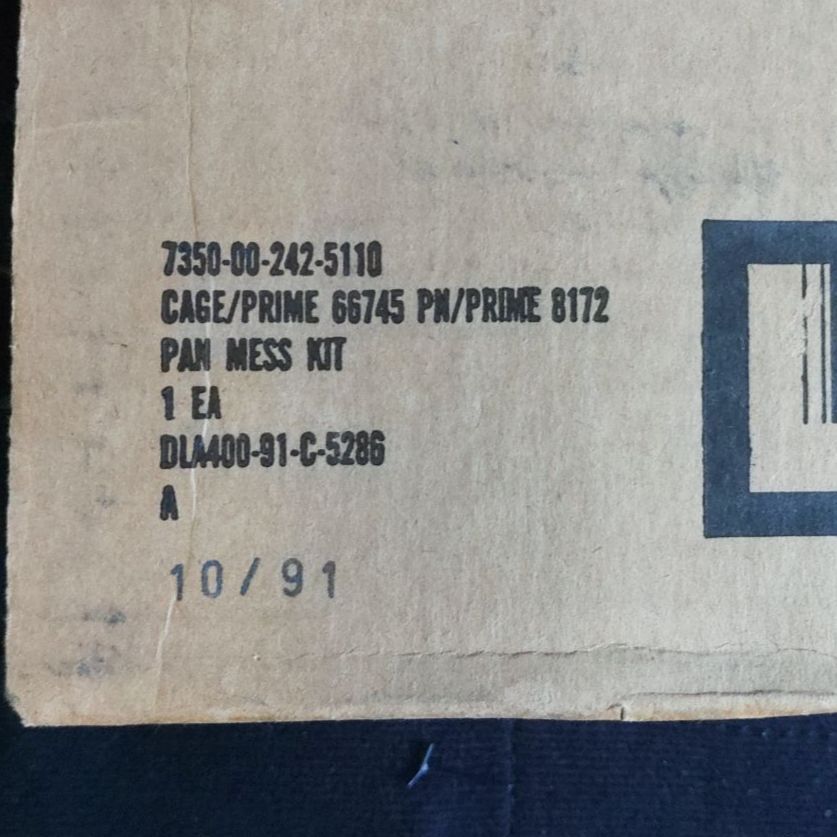 7350-00-242-5110
CAGE/PRIME 66745 PN/PRIME 8172
PAN MESS KIT
1 EA
DLA400-91-C-5286
A
10/91